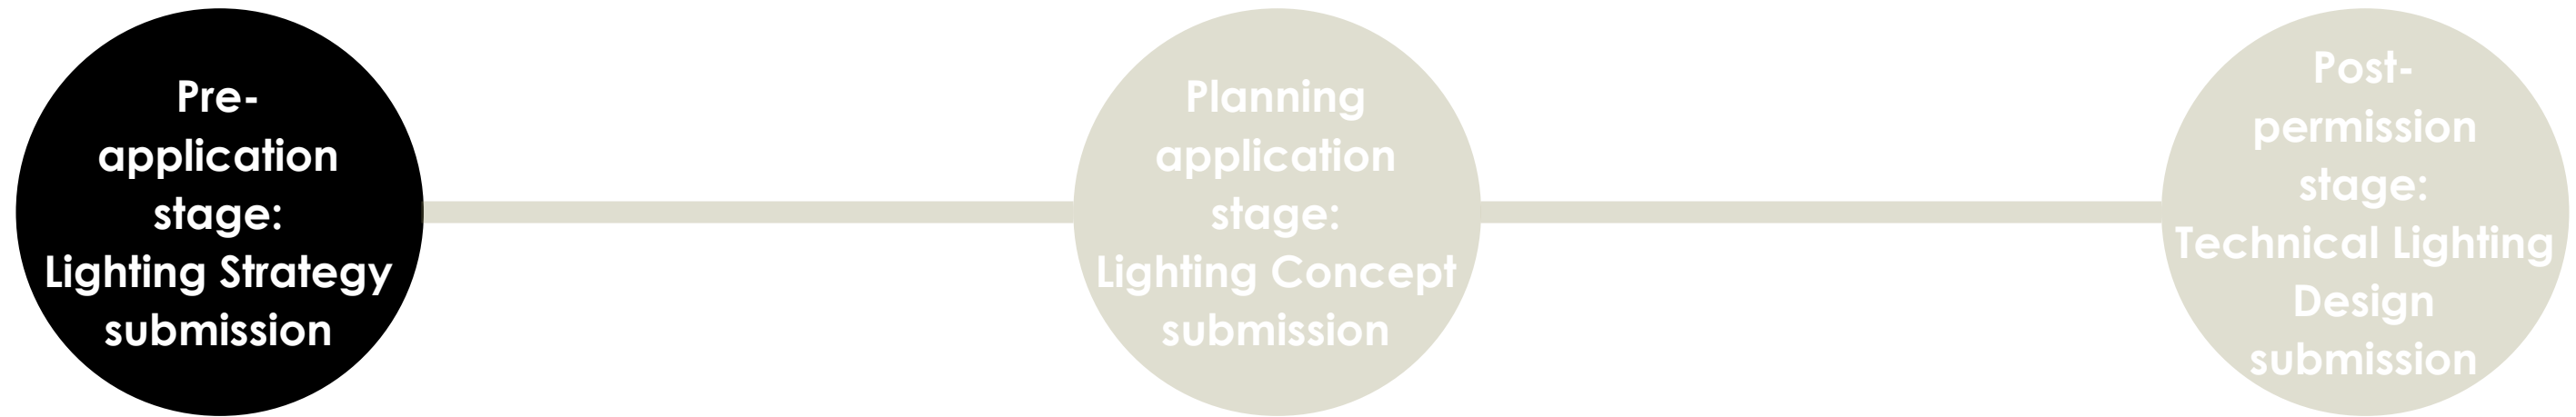 Pre-
application
stage:
Lighting Strategy
submission
Planning
application
stage:
Lighting Concept
submission
Post-
permission
stage:
Technical Lighting
Design
submission